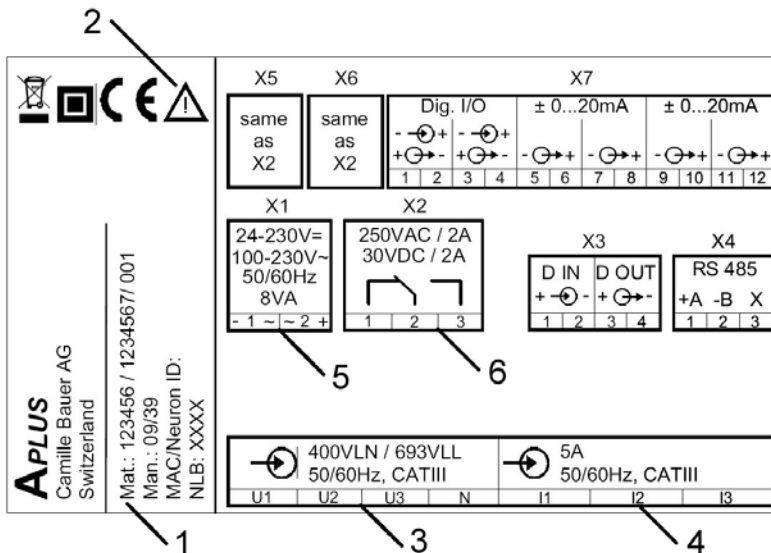 2
X5
X6
X7
same
as
X2
same
as
X2
Dig. I/O
± 0...20mA
± 0...20mA
- +
- +
+ -
+ -
- +
- +
- +
- +
1 2 3 4 5 6 7 8 9 10 11 12
X1
X2
24-230V=
100-230V~
50/60Hz
8VA
- 1 ~ ~ 2 +
250VAC / 2A
30VDC / 2A
1 2 3
X3
X4
D IN
D OUT
+ -
+ -
1 2 3 4
RS 485
+A -B X
1 2 3
5
6
APLUS
Camille Bauer AG
Switzerland
Mat.: 123456 / 1234567/ 001
Man.: 09/39
MAC/Neuron ID:
NLB: XXXX
CE
400VLN / 693VLL
50/60Hz, CATIII
5A
50/60Hz, CATIII
U1 U2 U3 N I1 I2 I3
1
3
4